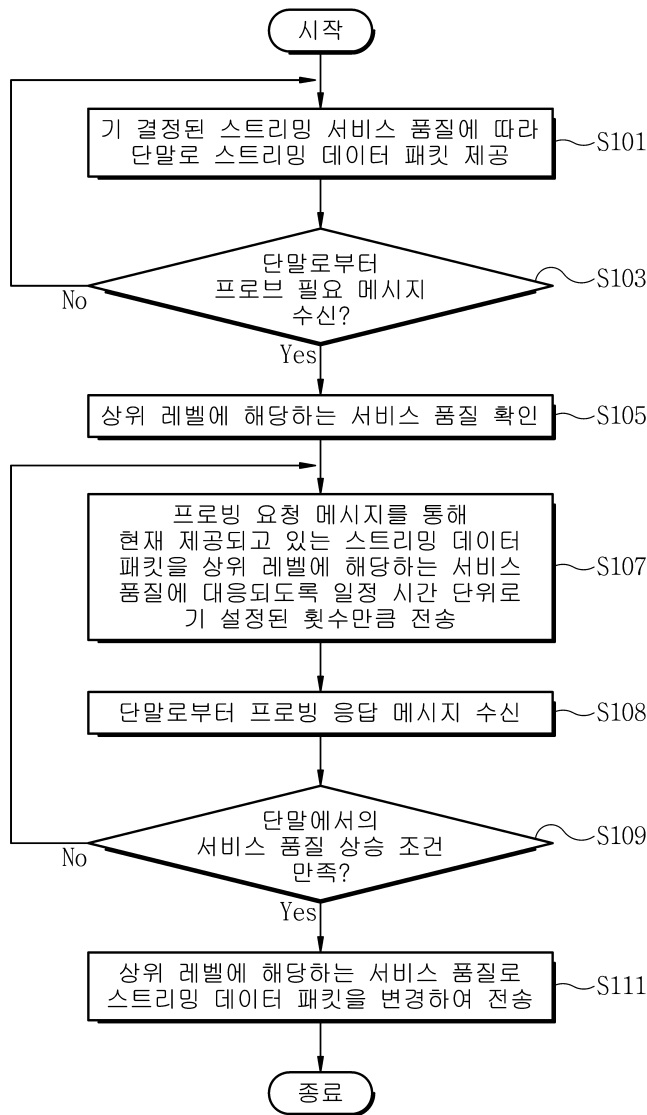 시작
기 결정된 스트리밍 서비스 품질에 따라
단말로 스트리밍 데이터 패킷 제공
S101
단말로부터
프로브 필요 메시지
수신?
S103
No
Yes
상위 레벨에 해당하는 서비스 품질 확인
S105
프로빙 요청 메시지를 통해
현재 제공되고 있는 스트리밍 데이터
패킷을 상위 레벨에 해당하는 서비스
품질에 대응되도록 일정 시간 단위로
기 설정된 횟수만큼 전송
S107
단말로부터 프로빙 응답 메시지 수신
S108
단말에서의
서비스 품질 상승 조건
만족?
S109
No
Yes
상위 레벨에 해당하는 서비스 품질로
스트리밍 데이터 패킷을 변경하여 전송
S111
종료